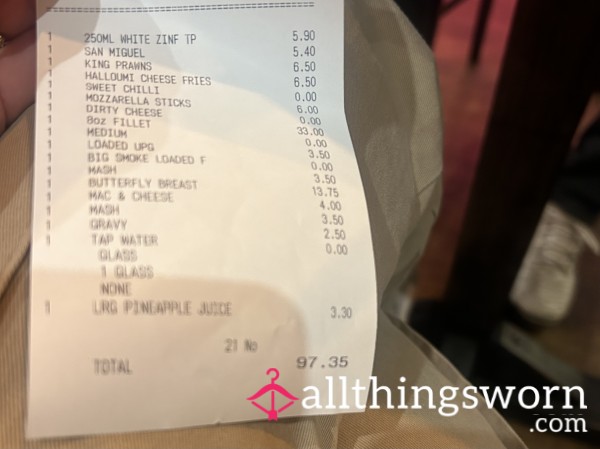 1 250ML WHITE ZINF TP 5.90
1 SAN MIGUEL 5.40
1 KING PRAWNS 6.50
1 HALLOUMI CHEESE FRIES 6.50
1 SWEET CHILLI 0.00
1 MOZZARELLA STICKS 6.00
1 DIRTY CHEESE 0.00
1 8oz FILLET 33.00
1 MEDIUM 0.00
1 LOADED UPG 3.50
1 BIG SMOKE LOADED F 0.00
1 MASH 3.50
1 BUTTERFLY BREAST 13.75
1 MAC & CHEESE 4.00
1 MASH 3.50
1 GRAVY 2.50
1 TAP WATER 0.00
GLASS
1 GLASS
NONE
1 LRG PINEAPPLE JUICE 3.30
21 No
TOTAL 97.35
allthingsworn
.com